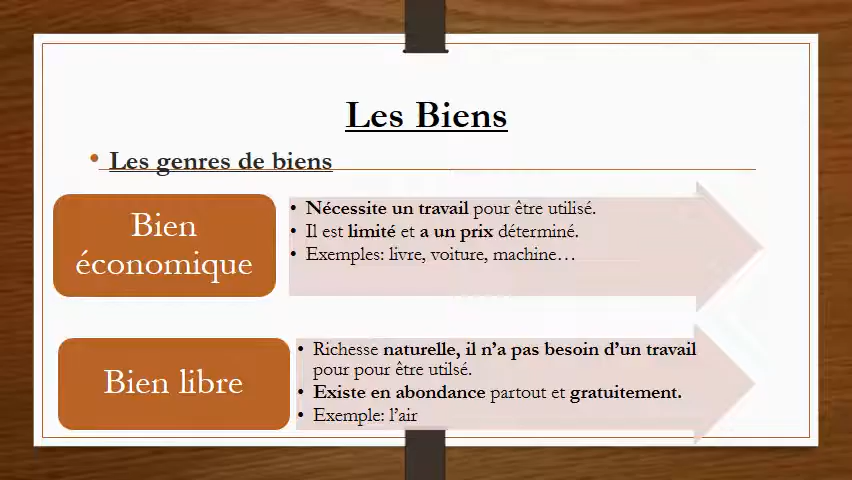 Les Biens
• Les genres de biens
Bien
économique
• Nécessite un travail pour être utilisé.
• Il est limité et a un prix déterminé.
• Exemples: livre, voiture, machine…
Bien libre
• Richesse naturelle, il n’a pas besoin d’un travail
pour pour être utilsé.
• Existe en abondance partout et gratuitement.
• Exemple: l’air